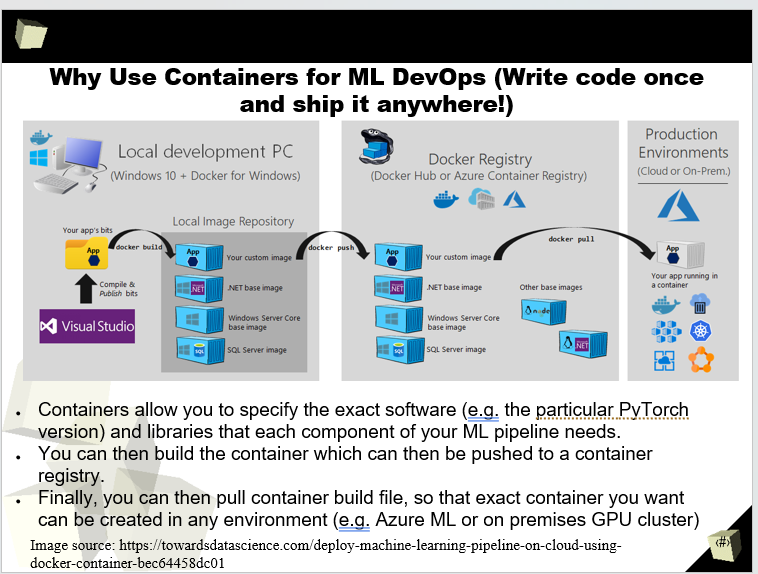 Why Use Containers for ML DevOps (Write code once
and ship it anywhere!)
Local development PC
(Windows 10 + Docker for Windows)
Local Image Repository
Your app's bits
docker build
App
App
Your custom image
Compile &
Publish bits
.NET
.NET base image
Visual Studio
Windows Server Core
base image
SQL
SQL Server image
docker push
Docker Registry
(Docker Hub or Azure Container Registry)
App
Your custom image
.NET
.NET base image
Windows Server Core
base image
SQL
SQL Server image
docker pull
Other base images
node
.NET
Production
Environments
(Cloud or On-Prem.)
App
Your app running in
a container
• Containers allow you to specify the exact software (e.g. the particular PyTorch
version) and libraries that each component of your ML pipeline needs.
• You can then build the container which can then be pushed to a container
registry.
• Finally, you can then pull container build file, so that exact container you want
can be created in any environment (e.g. Azure ML or on premises GPU cluster)
Image source: https://towardsdatascience.com/deploy-machine-learning-pipeline-on-cloud-using-
docker-container-bec64458dc01
‹#›